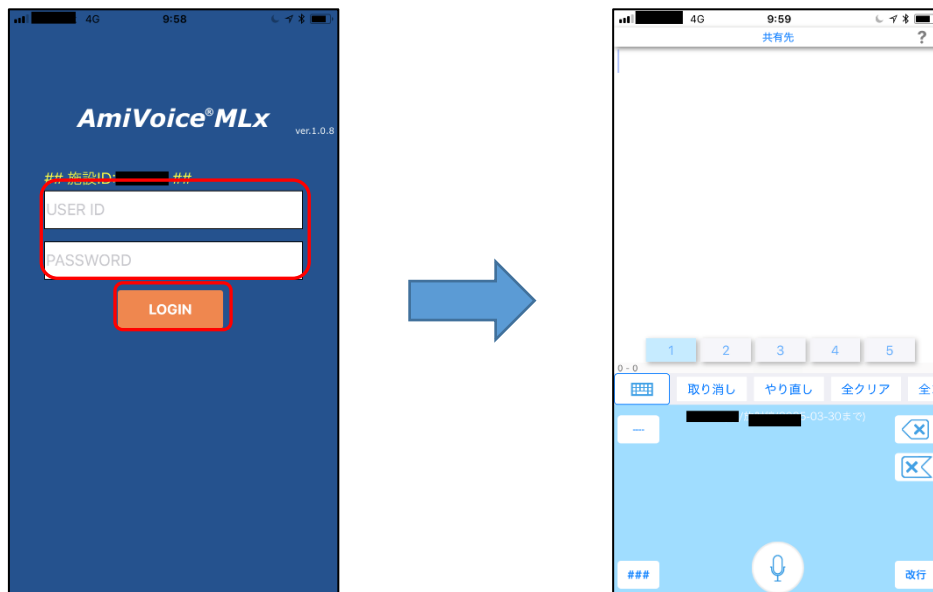 4G 9:58
AmiVoice®MLx
ver.1.0.8
## 施設ID: ##
USER ID
PASSWORD
LOGIN
4G 9:59
共有先 ?
1 2 3 4 5
0 - 0
取り消し やり直し 全クリア 全
-03-30まで)
###
改行